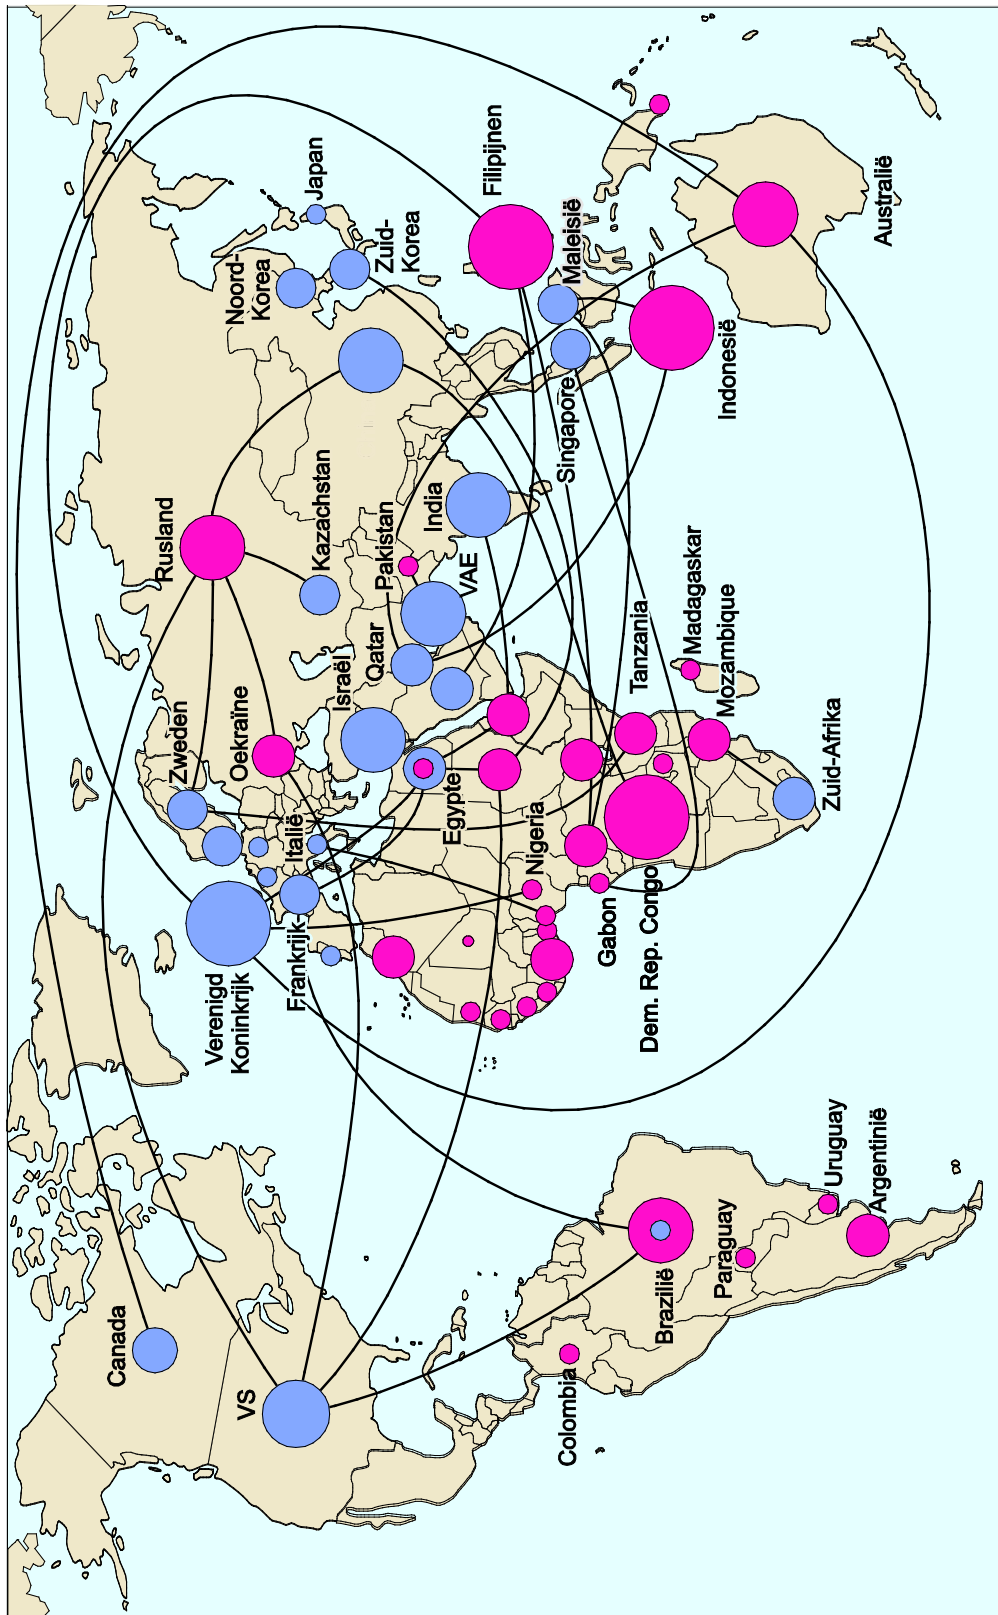 Canada
VS
Colombia
Brazilië
Paraguay
Uruguay
Argentinië
Verenigd
Koninkrijk
Frankrijk
Italië
Zweden
Oekraïne
Rusland
Kazachstan
Israël
Qatar
Pakistan
VAE
India
Egypte
Nigeria
Gabon
Dem. Rep. Congo
Tanzania
Madagaskar
Mozambique
Zuid-Afrika
Noord-
Korea
Zuid-
Korea
Japan
Filipijnen
Maleisië
Singapore
Indonesië
Australië